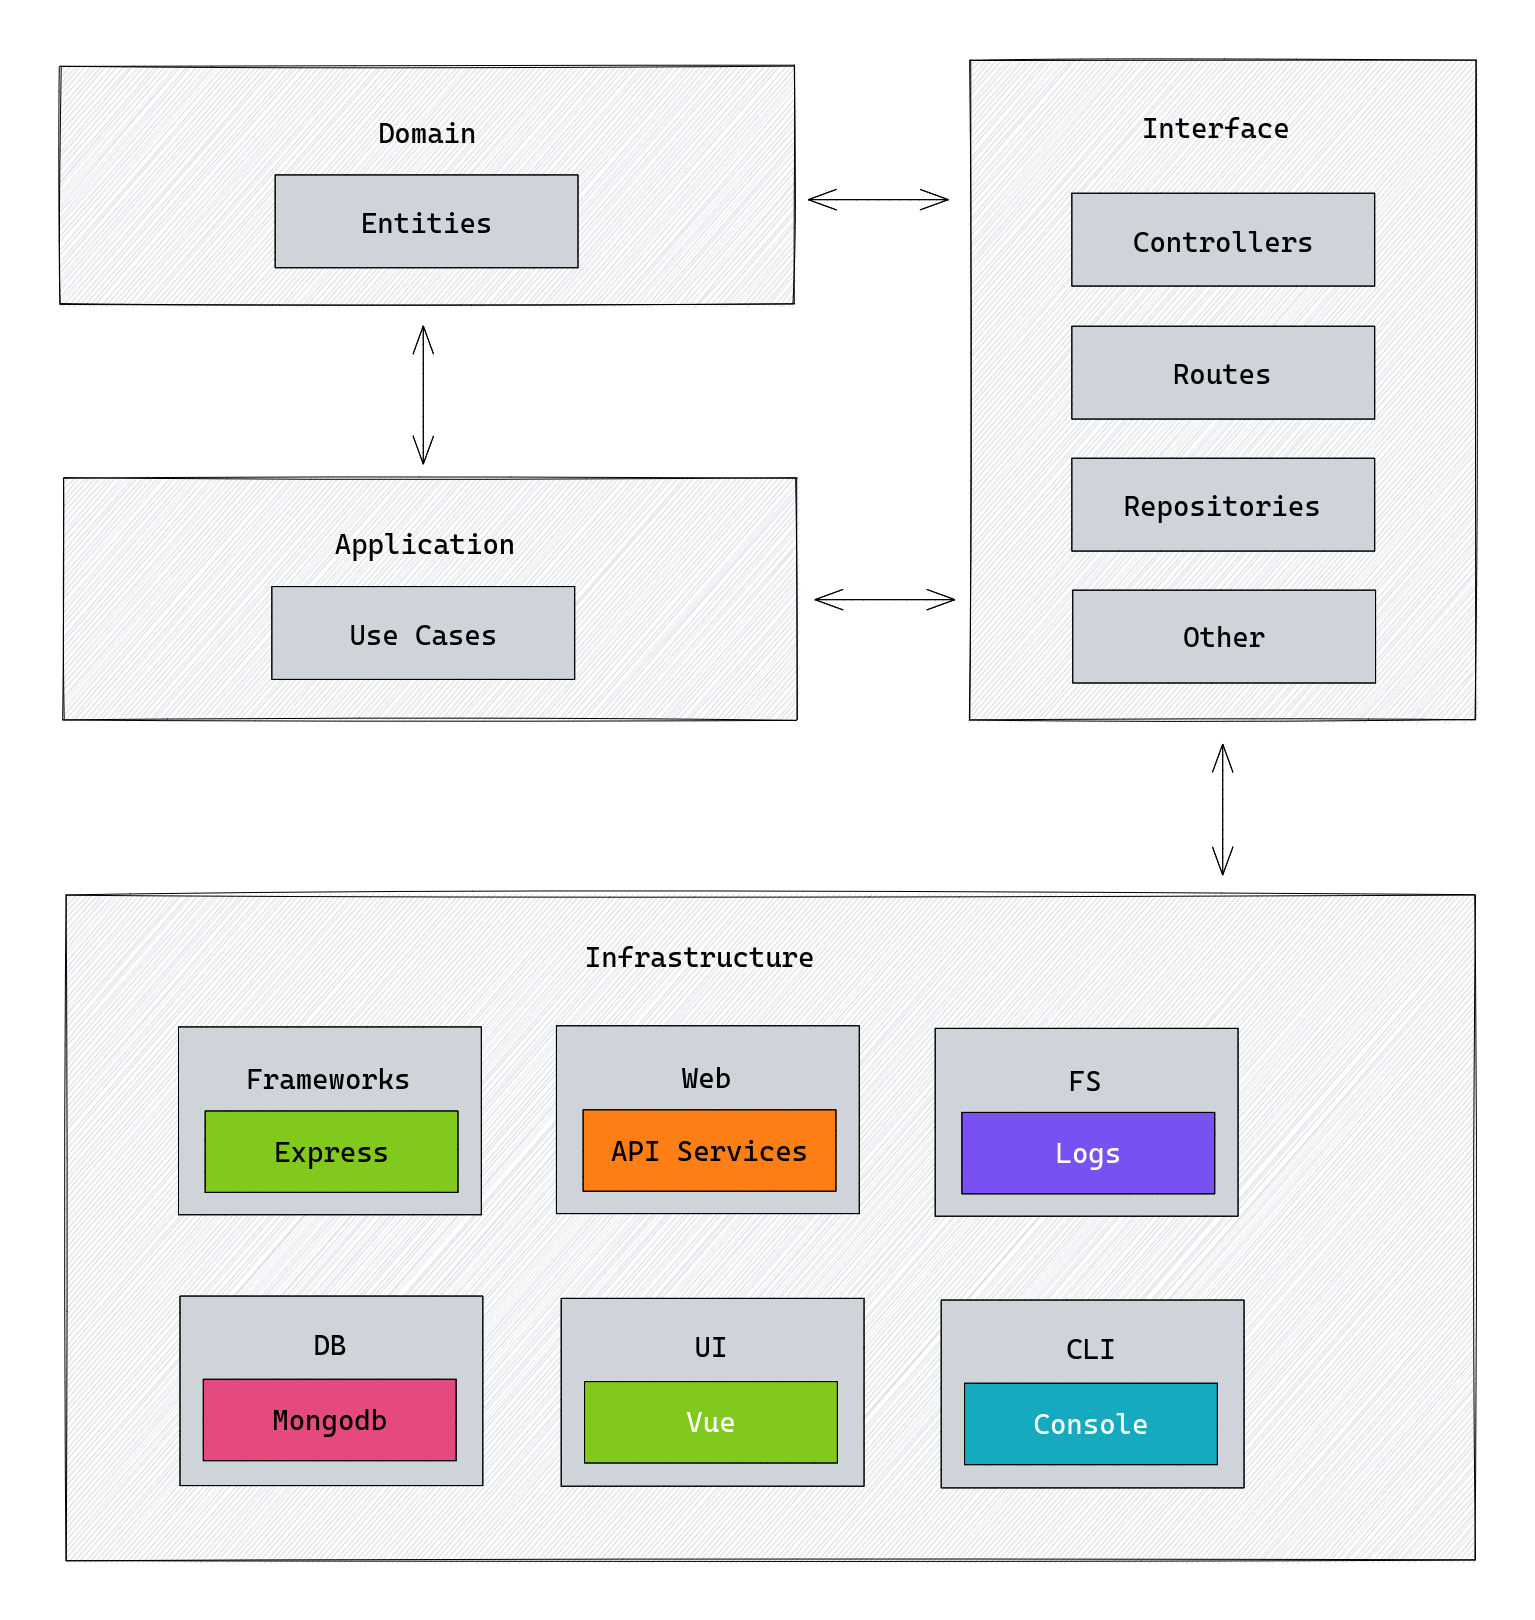 Domain
Entities
Application
Use Cases
Interface
Controllers
Routes
Repositories
Other
Infrastructure
Frameworks
Express
Web
API Services
FS
Logs
DB
Mongodb
UI
Vue
CLI
Console